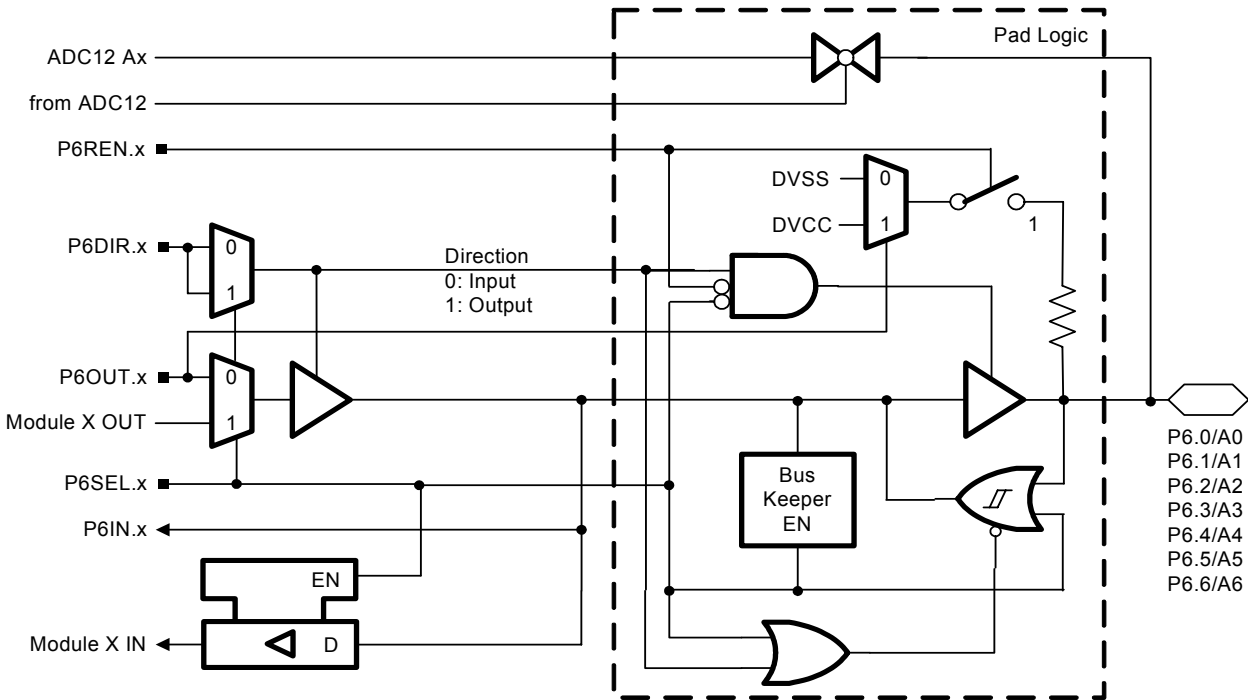 Pad Logic
ADC12 Ax
from ADC12
P6REN.x
DVSS
0
DVCC
1
1
P6DIR.x
0
1
Direction
0: Input
1: Output
P6OUT.x
0
Module X OUT
1
P6SEL.x
P6IN.x
Bus
Keeper
EN
EN
D
Module X IN
P6.0/A0
P6.1/A1
P6.2/A2
P6.3/A3
P6.4/A4
P6.5/A5
P6.6/A6